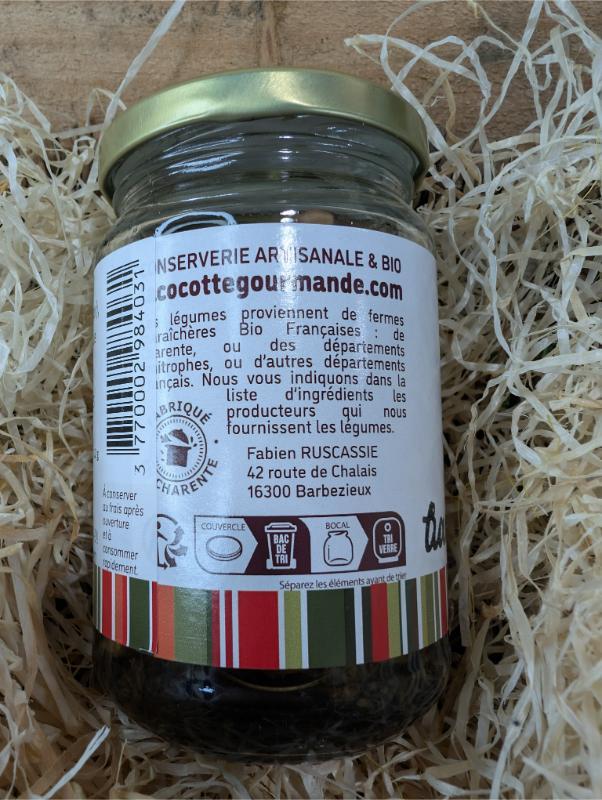 ONSERVERIE ARTISANALE & BIO
.cocottegourmande.com
s légumes proviennent de fermes
araîchères Bio Françaises : de
arente, ou des départements
itrophes, ou d'autres départements
ançais. Nous vous indiquons dans la
liste d'ingrédients les
producteurs qui nous
fournissent les légumes.
FABRIQUÉ
CHARENTE
Fabien RUSCASSIE
42 route de Chalais
16300 Barbezieux
3 770002 984031
A conserver
au frais après
ouverture
et à
consommer
rapidement.
COUVERCLE
BAC
DE
TRI
BOCAL
TRI
VERRE
Séparez les éléments avant de trier